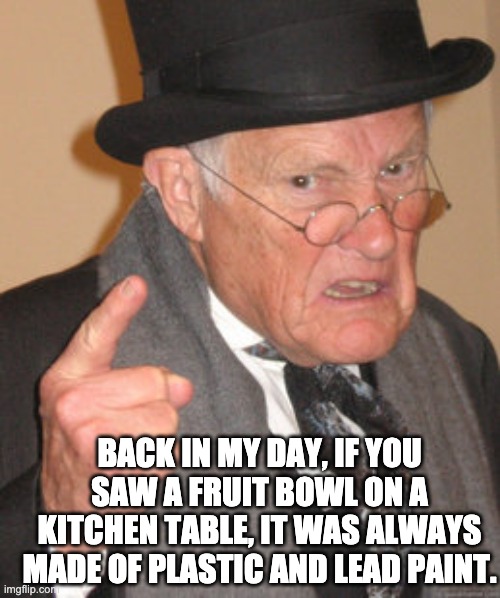 BACK IN MY DAY, IF YOU
SAW A FRUIT BOWL ON A
KITCHEN TABLE, IT WAS ALWAYS
MADE OF PLASTIC AND LEAD PAINT.
imgflip.com